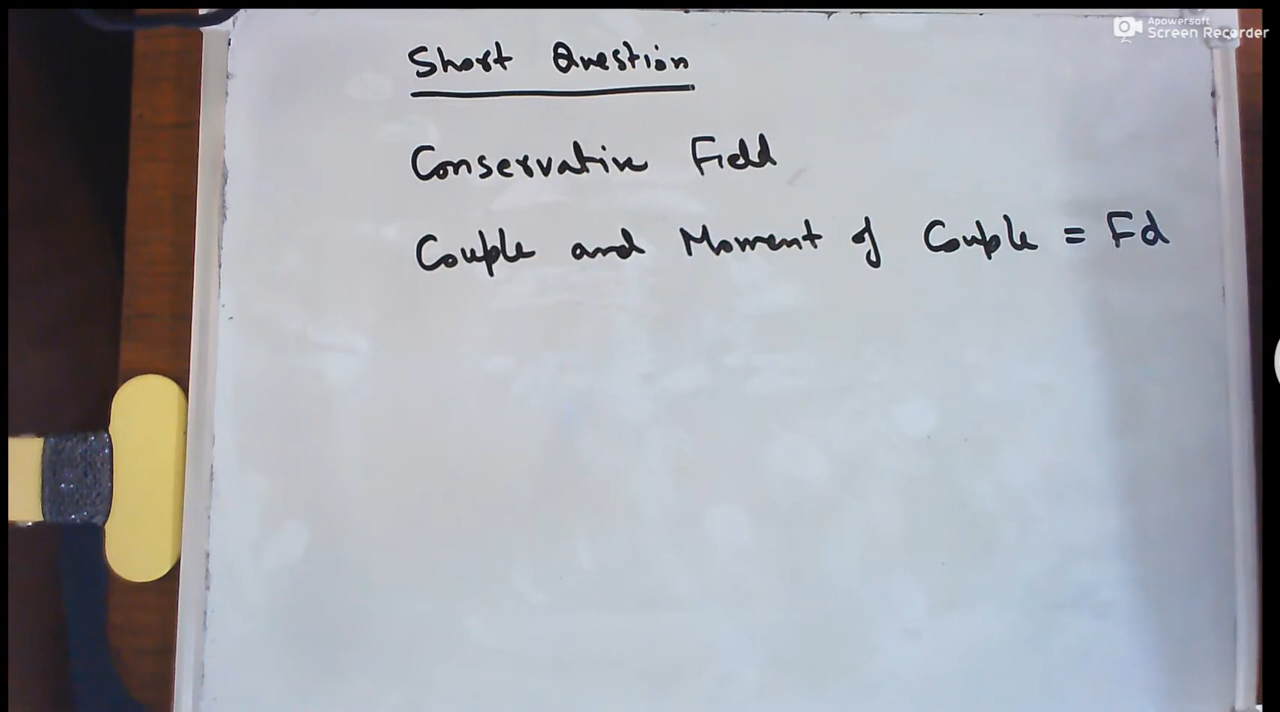 Apowersoft
Screen Recorder
Short Question
Conservative Field
Couple and Moment of Couple = Fd